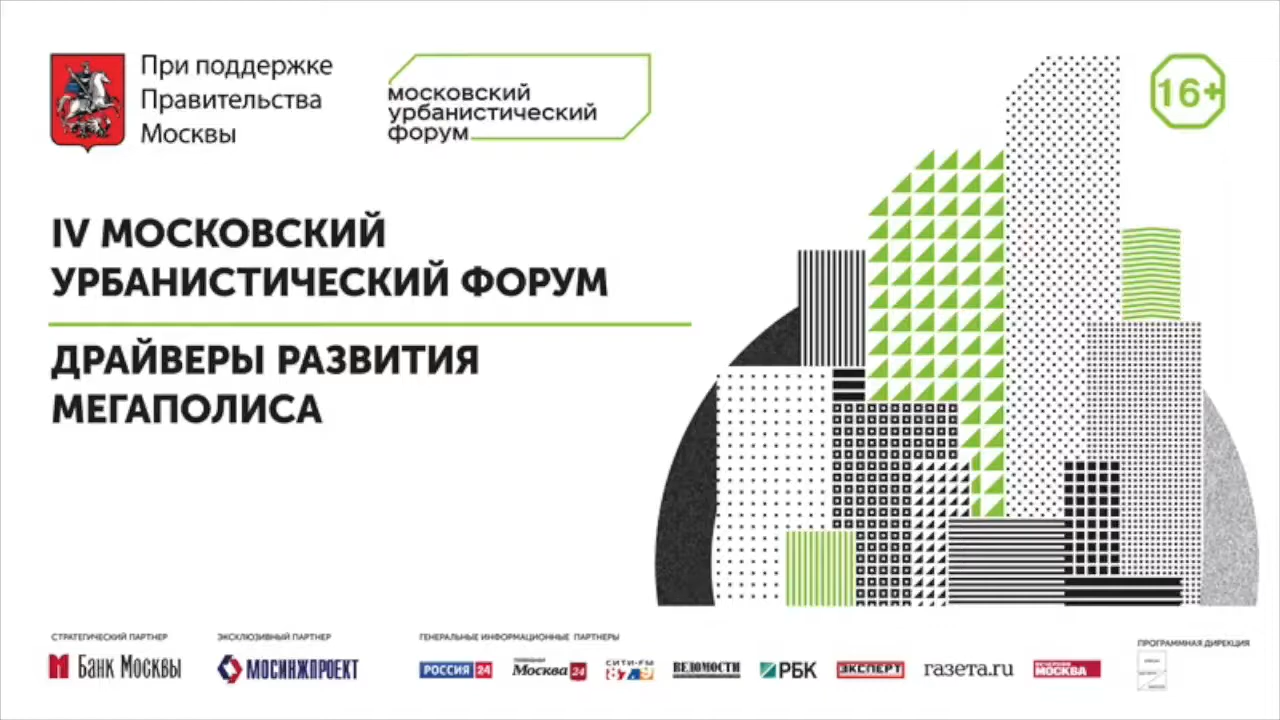 При поддержке
Правительства
Москвы
московский
урбанистический
форум
16+
IV МОСКОВСКИЙ
УРБАНИСТИЧЕСКИЙ ФОРУМ
ДРАЙВЕРЫ РАЗВИТИЯ
МЕГАПОЛИСА
СТРАТЕГИЧЕСКИЙ ПАРТНЕР
Банк Москвы
ЭКСКЛЮЗИВНЫЙ ПАРТНЕР
МОСИНЖПРОЕКТ
ГЕНЕРАЛЬНЫЕ ИНФОРМАЦИОННЫЕ ПАРТНЕРЫ
РОССИЯ 24
Москва 24
СИТИ-FM
87.9
ВЕДОМОСТИ
РБК
ЭКСПЕРТ
газета.ru
ВЕЧЕРНЯЯ
МОСКВА
ПРОГРАММНАЯ ДИРЕКЦИЯ